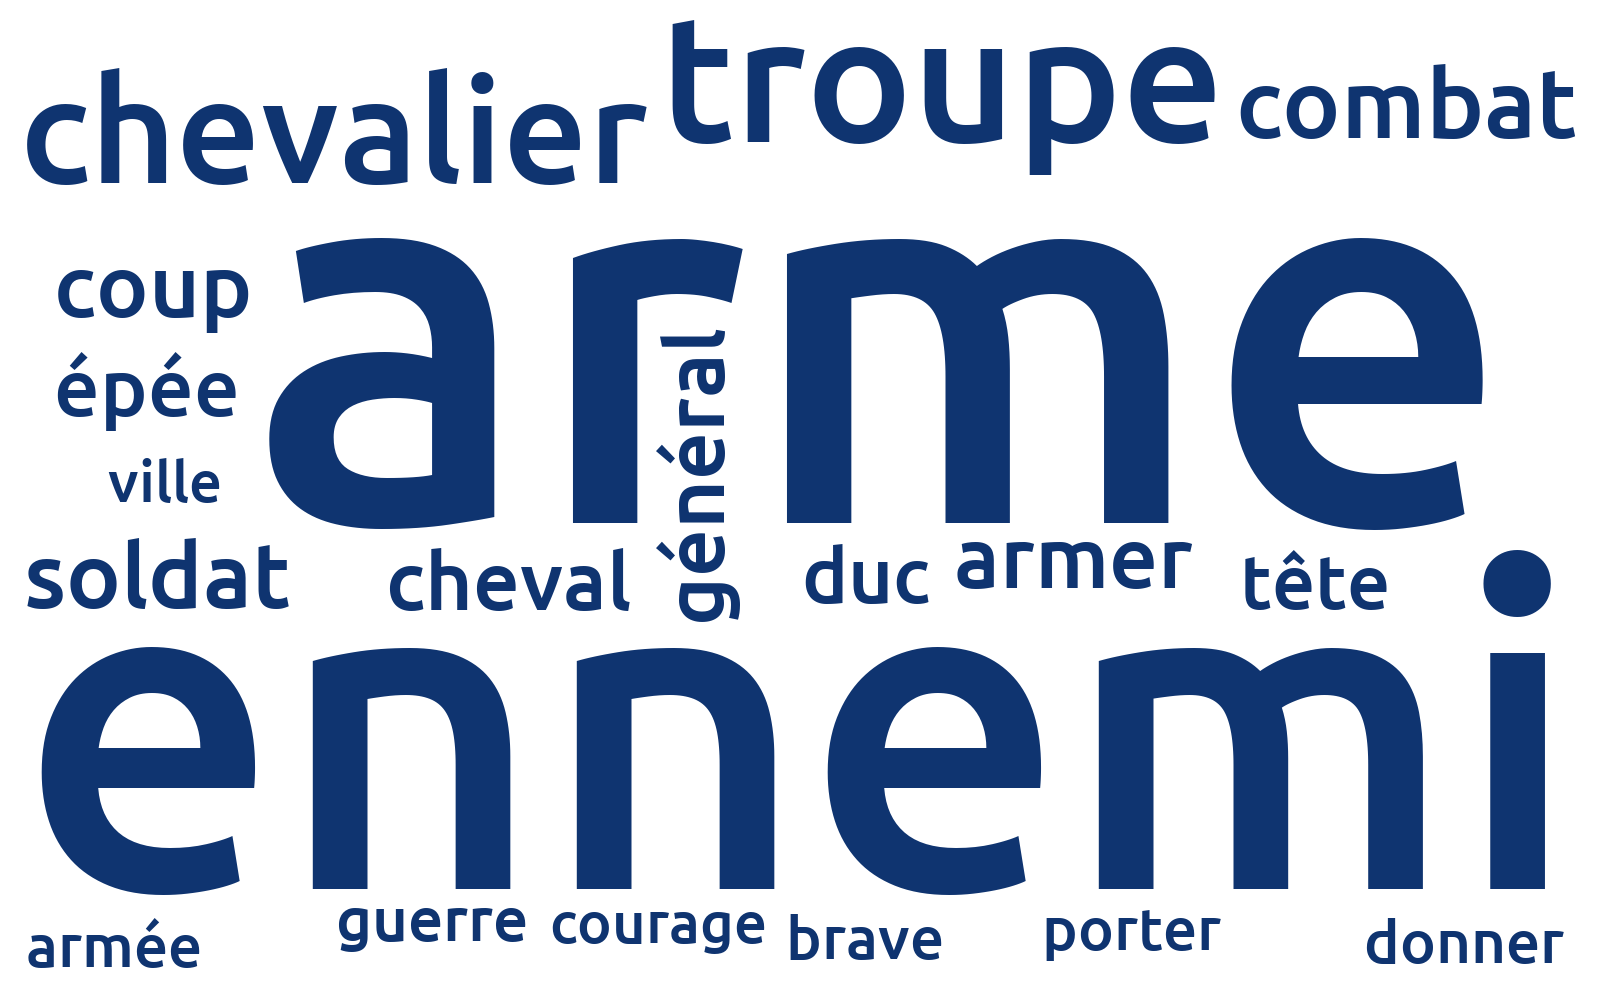 chevalier troupe combat
coup
arme
épée
ville
général
soldat cheval duc armer tête
ennemi
armée guerre courage brave porter donner